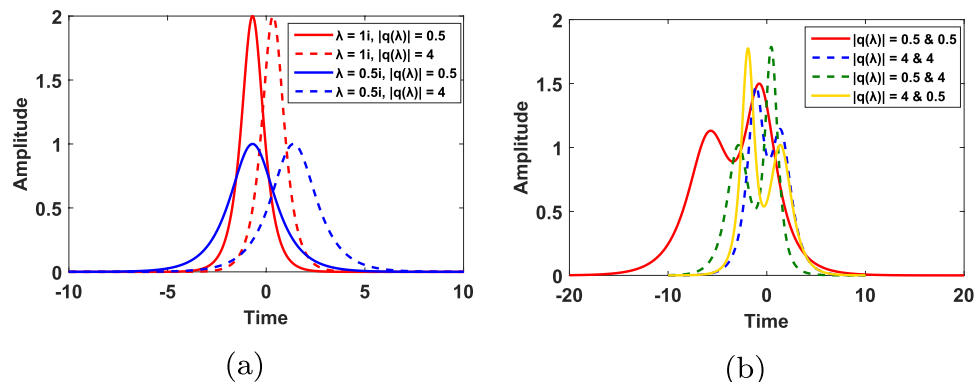 2
1.5
1
0.5
0
Amplitude
-10
-5
0
5
10
Time
λ = 1i, |q(λ)| = 0.5
λ = 1i, |q(λ)| = 4
λ = 0.5i, |q(λ)| = 0.5
λ = 0.5i, |q(λ)| = 4
(a)
2
1.5
1
0.5
0
Amplitude
-20
-10
0
10
20
Time
|q(λ)| = 0.5 & 0.5
|q(λ)| = 4 & 4
|q(λ)| = 0.5 & 4
|q(λ)| = 4 & 0.5
(b)